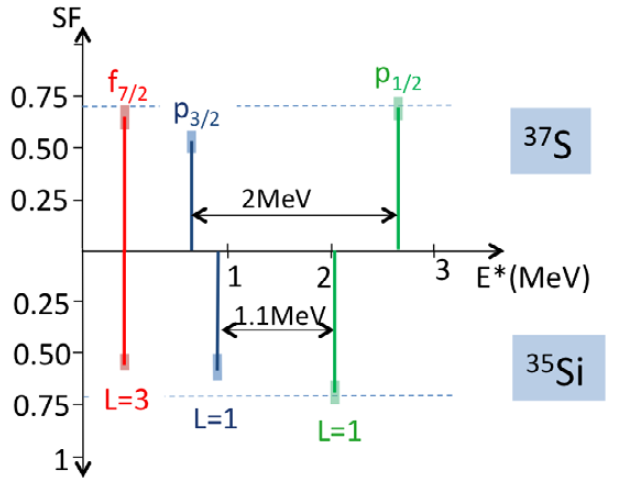 SF
f7/2
p1/2
0.75
p3/2
37S
0.50
0.25
2MeV
1
2
3
E*(MeV)
0.25
1.1MeV
0.50
35Si
0.75
L=3
L=1
L=1
1